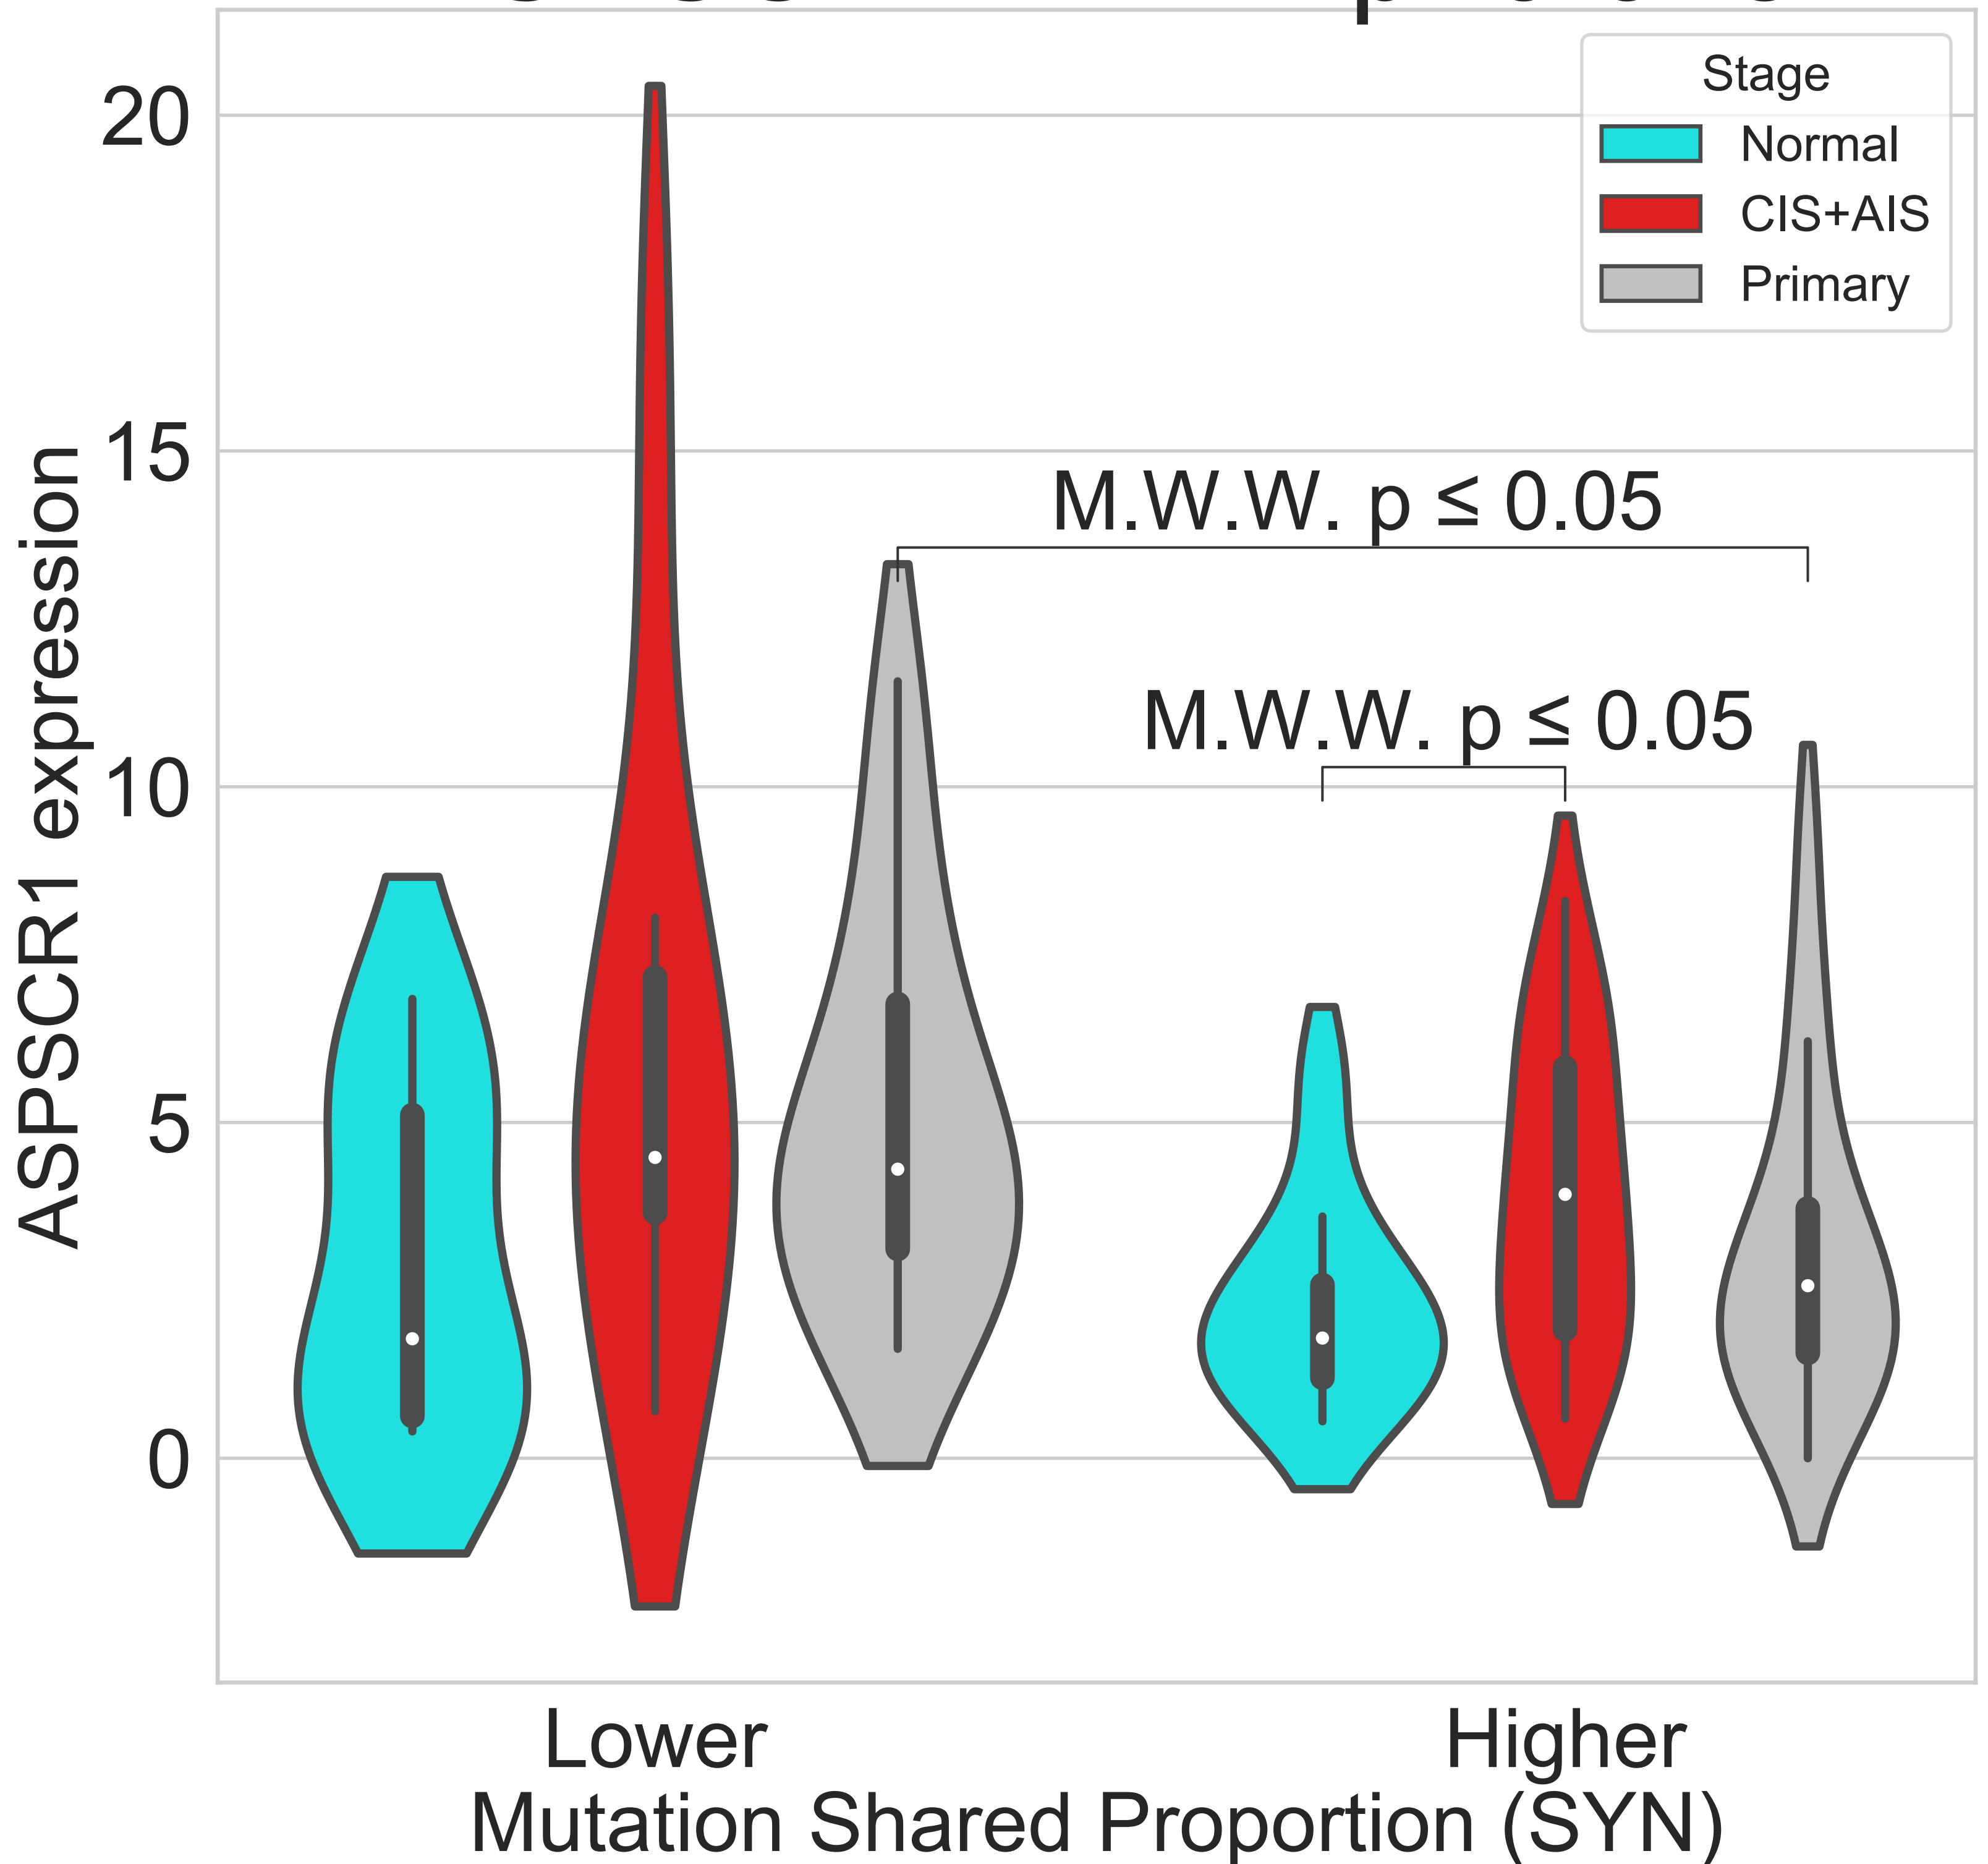 Stage
Normal
CIS+AIS
Primary
20
15
10
5
0
ASPSCR1 expression
M.W.W. p ≤ 0.05
M.W.W. p ≤ 0.05
Lower
Higher
Mutation Shared Proportion (SYN)